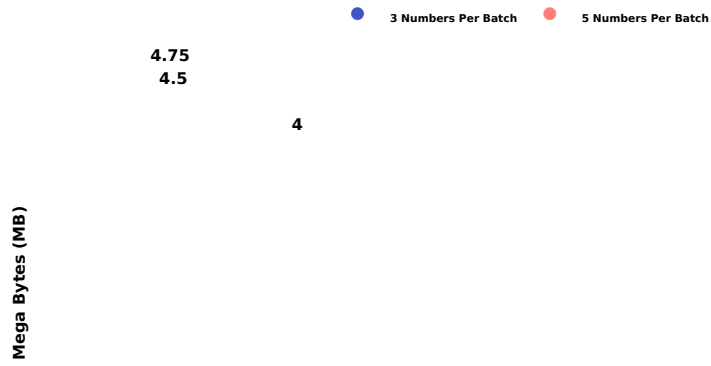 3 Numbers Per Batch
5 Numbers Per Batch
4.75
4.5
4
Mega Bytes (MB)